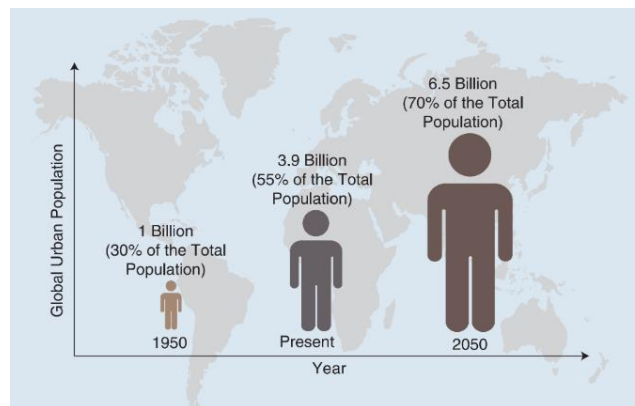 Global Urban Population
1 Billion
(30% of the Total
Population)
3.9 Billion
(55% of the Total
Population)
6.5 Billion
(70% of the Total
Population)
1950
Present
2050
Year